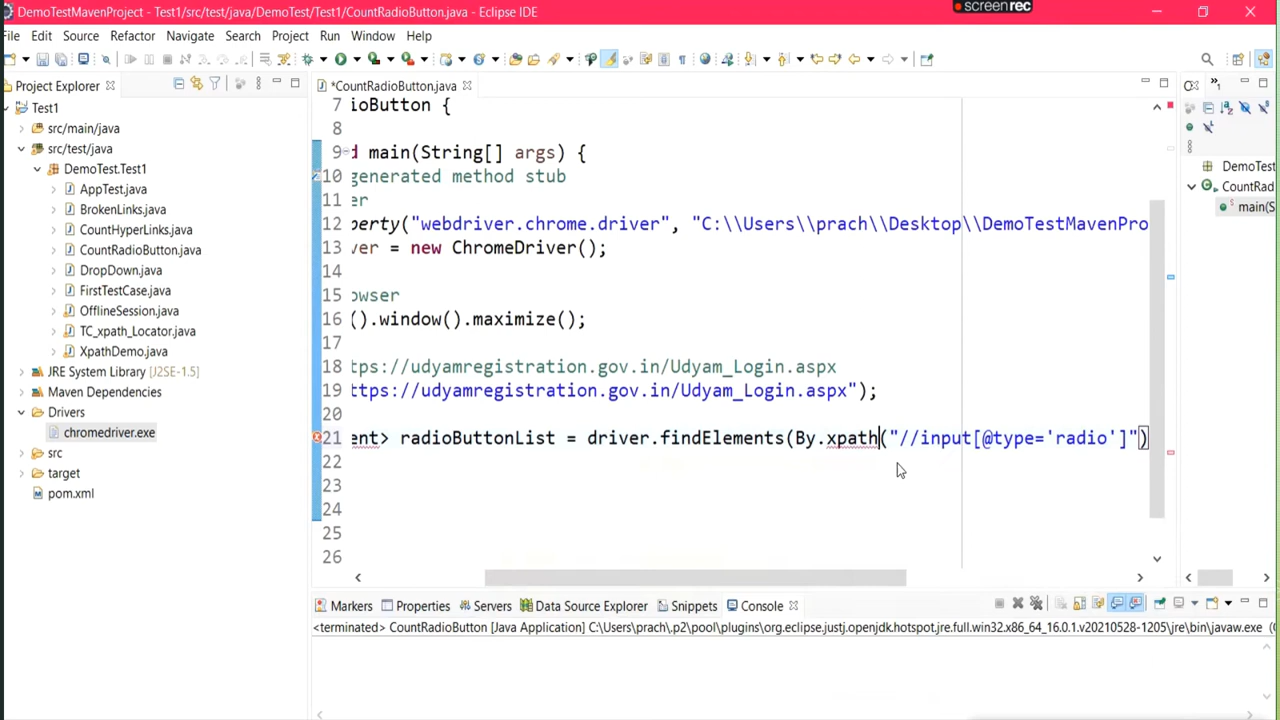 DemoTestMavenProject - Test1/src/test/java/DemoTest/Test1/CountRadioButton.java - Eclipse IDE
screenrec
File Edit Source Refactor Navigate Search Project Run Window Help
Project Explorer
*CountRadioButton.java
Test1
src/main/java
src/test/java
DemoTest.Test1
AppTest.java
BrokenLinks.java
CountHyperLinks.java
CountRadioButton.java
DropDown.java
FirstTestCase.java
OfflineSession.java
TC_xpath_Locator.java
XpathDemo.java
JRE System Library [J2SE-1.5]
Maven Dependencies
Drivers
chromedriver.exe
src
target
pom.xml
7 ioButton {
8
9 d main(String[] args) {
10 generated method stub
11 er
12 perty("webdriver.chrome.driver", "C:\\Users\\prach\\Desktop\\DemoTestMavenPro
13 ver = new ChromeDriver();
14
15 owser
16 ().window().maximize();
17
18 tps://udyamregistration.gov.in/Udyam_Login.aspx
19 ttps://udyamregistration.gov.in/Udyam_Login.aspx");
20
21 ent> radioButtonList = driver.findElements(By.xpath("//input[@type='radio']")
22
23
24
25
26
DemoTest
CountRad
main(S
Markers Properties Servers Data Source Explorer Snippets Console
<terminated> CountRadioButton [Java Application] C:\Users\prach\.p2\pool\plugins\org.eclipse.justj.openjdk.hotspot.jre.full.win32.x86_64_16.0.1.v20210528-1205\jre\bin\javaw.exe